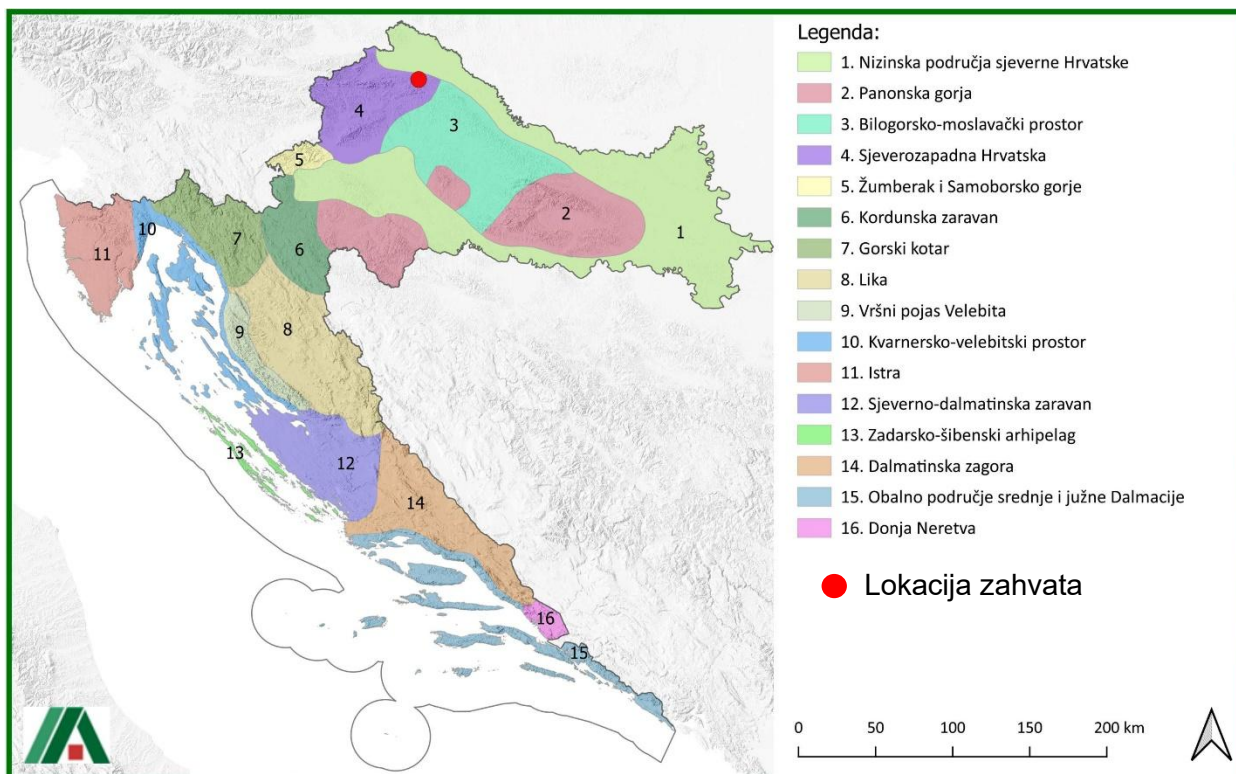 Legenda:
1. Nizinska područja sjeverne Hrvatske
2. Panonska gorja
3. Bilogorsko-moslavački prostor
4. Sjeverozapadna Hrvatska
5. Žumberak i Samoborsko gorje
6. Kordunska zaravan
7. Gorski kotar
8. Lika
9. Vršni pojas Velebita
10. Kvarnersko-velebitski prostor
11. Istra
12. Sjeverno-dalmatinska zaravan
13. Zadarsko-šibenski arhipelag
14. Dalmatinska zagora
15. Obalno područje srednje i južne Dalmacije
16. Donja Neretva
Lokacija zahvata
0 50 100 150 200 km
4
3
5
2
1
10
7
6
11
9
8
13
12
14
16
15